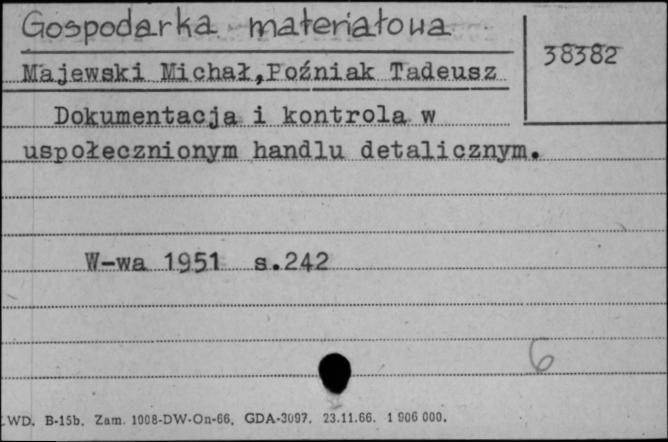 Gospodarka materiałowa
38382
Majewski Michał,Poźniak Tadeusz
Dokumentacja i kontrola w
uspołecznionym handlu detalicznym.
W-wa 1951 s.242
6
WD. B-15b. Zam. 1008-DW-On-66. GDA-3097. 23.11.66. 1 906 000.